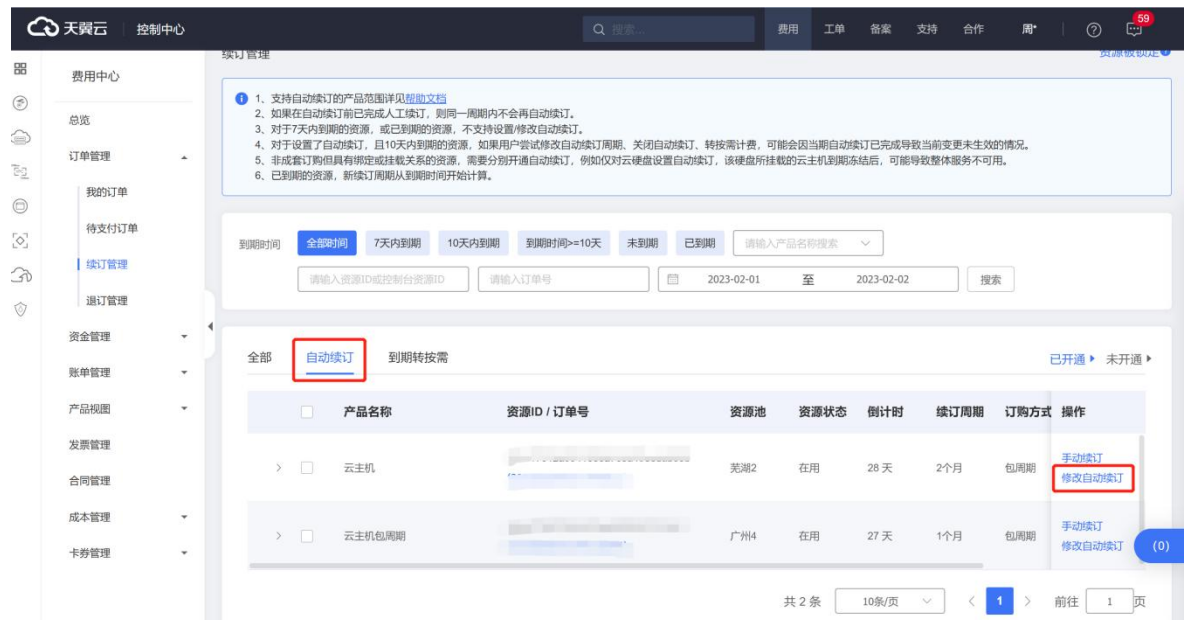 天翼云 控制中心 搜索... 费用 工单 备案 支持 合作 周* 59
续订管理 资源被锁定
费用中心
总览
订单管理
我的订单
待支付订单
续订管理
退订管理
资金管理
账单管理
产品视图
发票管理
合同管理
成本管理
卡券管理
1、支持自动续订的产品范围详见帮助文档
2、如果在自动续订前已完成人工续订，则同一周期内不会再自动续订。
3、对于7天内到期的资源，或已到期的资源，不支持设置/修改自动续订。
4、对于设置了自动续订，且10天内到期的资源，如果用户尝试修改自动续订周期、关闭自动续订、转按需计费，可能会因当期自动续订已完成导致当前变更未生效的情况。
5、非成套订购但具有绑定或挂载关系的资源，需要分别开通自动续订，例如仅对云硬盘设置自动续订，该硬盘所挂载的云主机到期冻结后，可能导致整体服务不可用。
6、已到期的资源，新续订周期从到期时间开始计算。
到期时间 全部时间 7天内到期 10天内到期 到期时间>=10天 未到期 已到期 请输入产品名称搜索
请输入资源ID或控制台资源ID 请输入订单号 2023-02-01 至 2023-02-02 搜索
全部 自动续订 到期转按需 已开通 未开通
产品名称 资源ID / 订单号 资源池 资源状态 倒计时 续订周期 订购方式 操作
云主机 芜湖2 在用 28 天 2个月 包周期 手动续订
修改自动续订
云主机包周期 广州4 在用 27 天 1个月 包周期 手动续订
修改自动续订
(0)
共 2 条 10条/页 1 前往 1 页